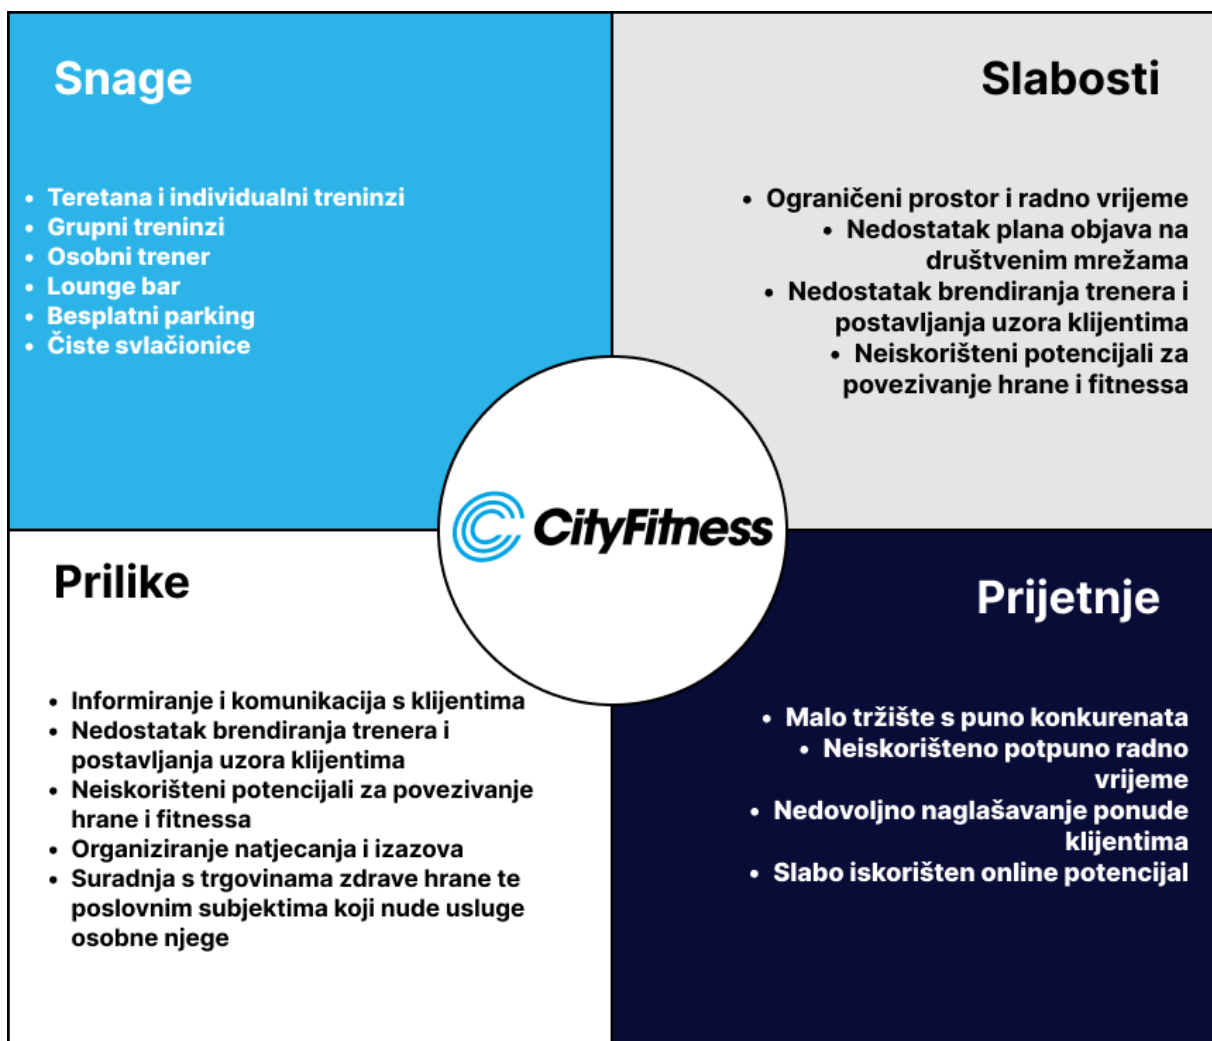 Snage
• Teretana i individualni treninzi
• Grupni treninzi
• Osobni trener
• Lounge bar
• Besplatni parking
• Čiste svlačionice
Slabosti
• Ograničeni prostor i radno vrijeme
• Nedostatak plana objava na
društvenim mrežama
• Nedostatak brendiranja trenera i
postavljanja uzora klijentima
• Neiskorišteni potencijali za
povezivanje hrane i fitnessa
CityFitness
Prilike
• Informiranje i komunikacija s klijentima
• Nedostatak brendiranja trenera i
postavljanja uzora klijentima
• Neiskorišteni potencijali za povezivanje
hrane i fitnessa
• Organiziranje natjecanja i izazova
• Suradnja s trgovinama zdrave hrane te
poslovnim subjektima koji nude usluge
osobne njege
Prijetnje
• Malo tržište s puno konkurenata
• Neiskorišteno potpuno radno
vrijeme
• Nedovoljno naglašavanje ponude
klijentima
• Slabo iskorišten online potencijal